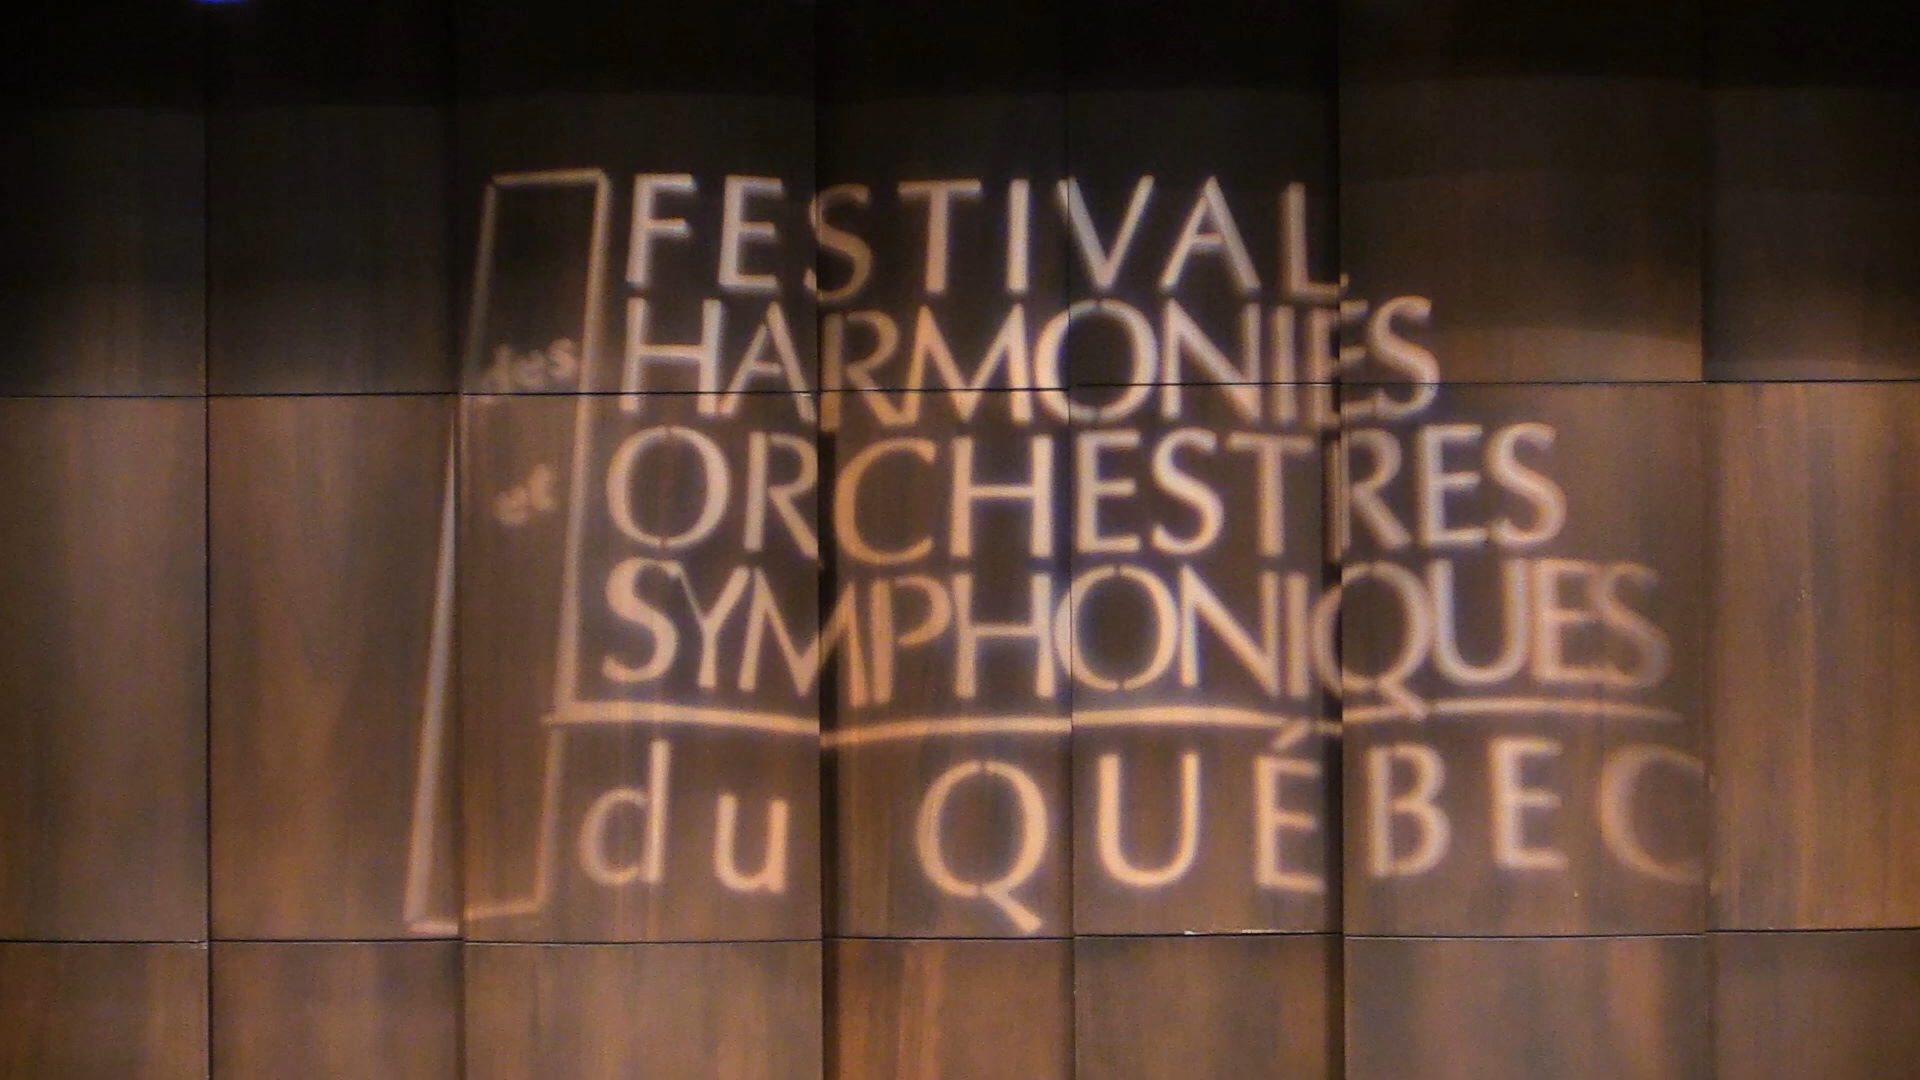 FESTIVAL
des HARMONIES
et ORCHESTRES
SYMPHONIQUES
du QUÉBEC